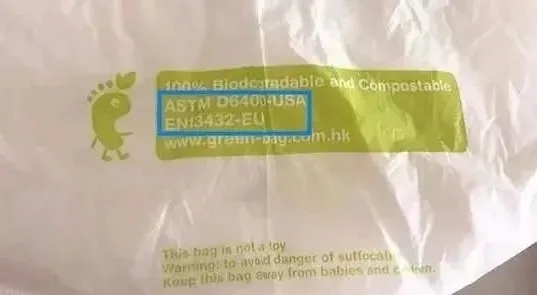 100% Biodegradable and Compostable
ASTM D6400-USA
EN13432-EU
www.green-bag.com.hk
This bag is not a toy
Warning: to avoid danger of suffocati
Keep this bag away from babies and